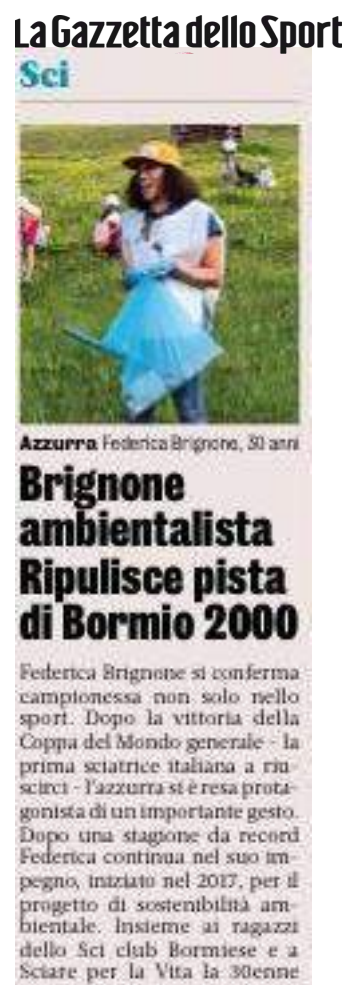 La Gazzetta dello Sport
Sci
Azzurra Federica Brignone, 30 anni
Brignone
ambientalista
Ripulisce pista
di Bormio 2000
Federica Brignone si conferma
campionessa non solo nello
sport. Dopo la vittoria della
Coppa del Mondo generale - la
prima sciatrice italiana a riu-
scirci - l'azzurra si è resa prota-
gonista di un importante gesto.
Dopo una stagione da record
Federica continua nel suo im-
pegno, iniziato nel 2017, per il
progetto di sostenibilità am-
bientale. Insieme ai ragazzi
dello Sci club Bormiese e a
Sciare per la Vita la 30enne